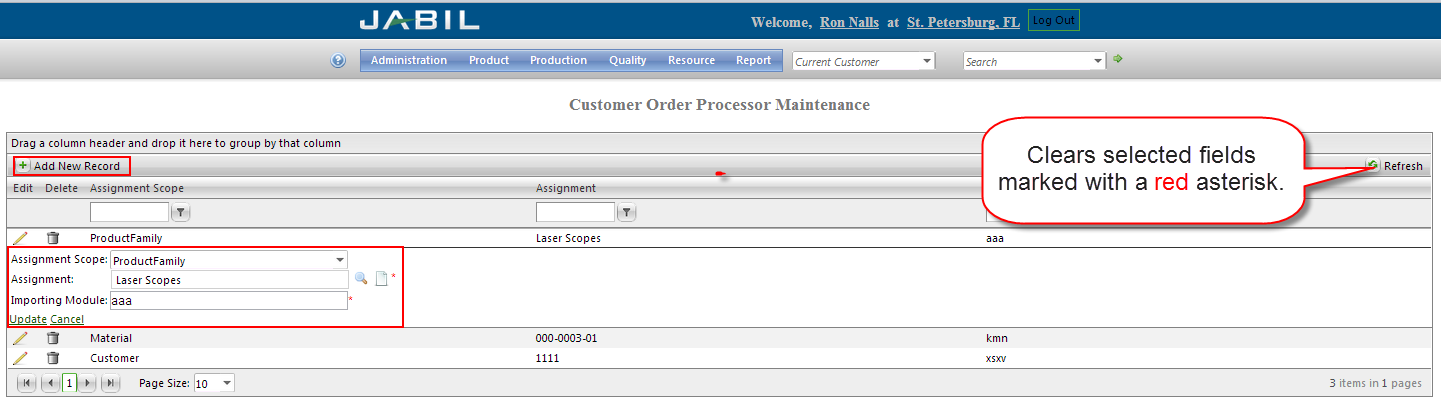 JABIL
Welcome, Ron Nalls at St. Petersburg, FL Log Out
Administration Product Production Quality Resource Report Current Customer Search
Customer Order Processor Maintenance
Drag a column header and drop it here to group by that column
Add New Record Refresh
Clears selected fields
marked with a red asterisk.
Edit Delete Assignment Scope Assignment
ProductFamily Laser Scopes aaa
Assignment Scope: ProductFamily
Assignment: Laser Scopes *
Importing Module: aaa *
Update Cancel
Material 000-0003-01 kmn
Customer 1111 xsxv
1 Page Size: 10 3 items in 1 pages